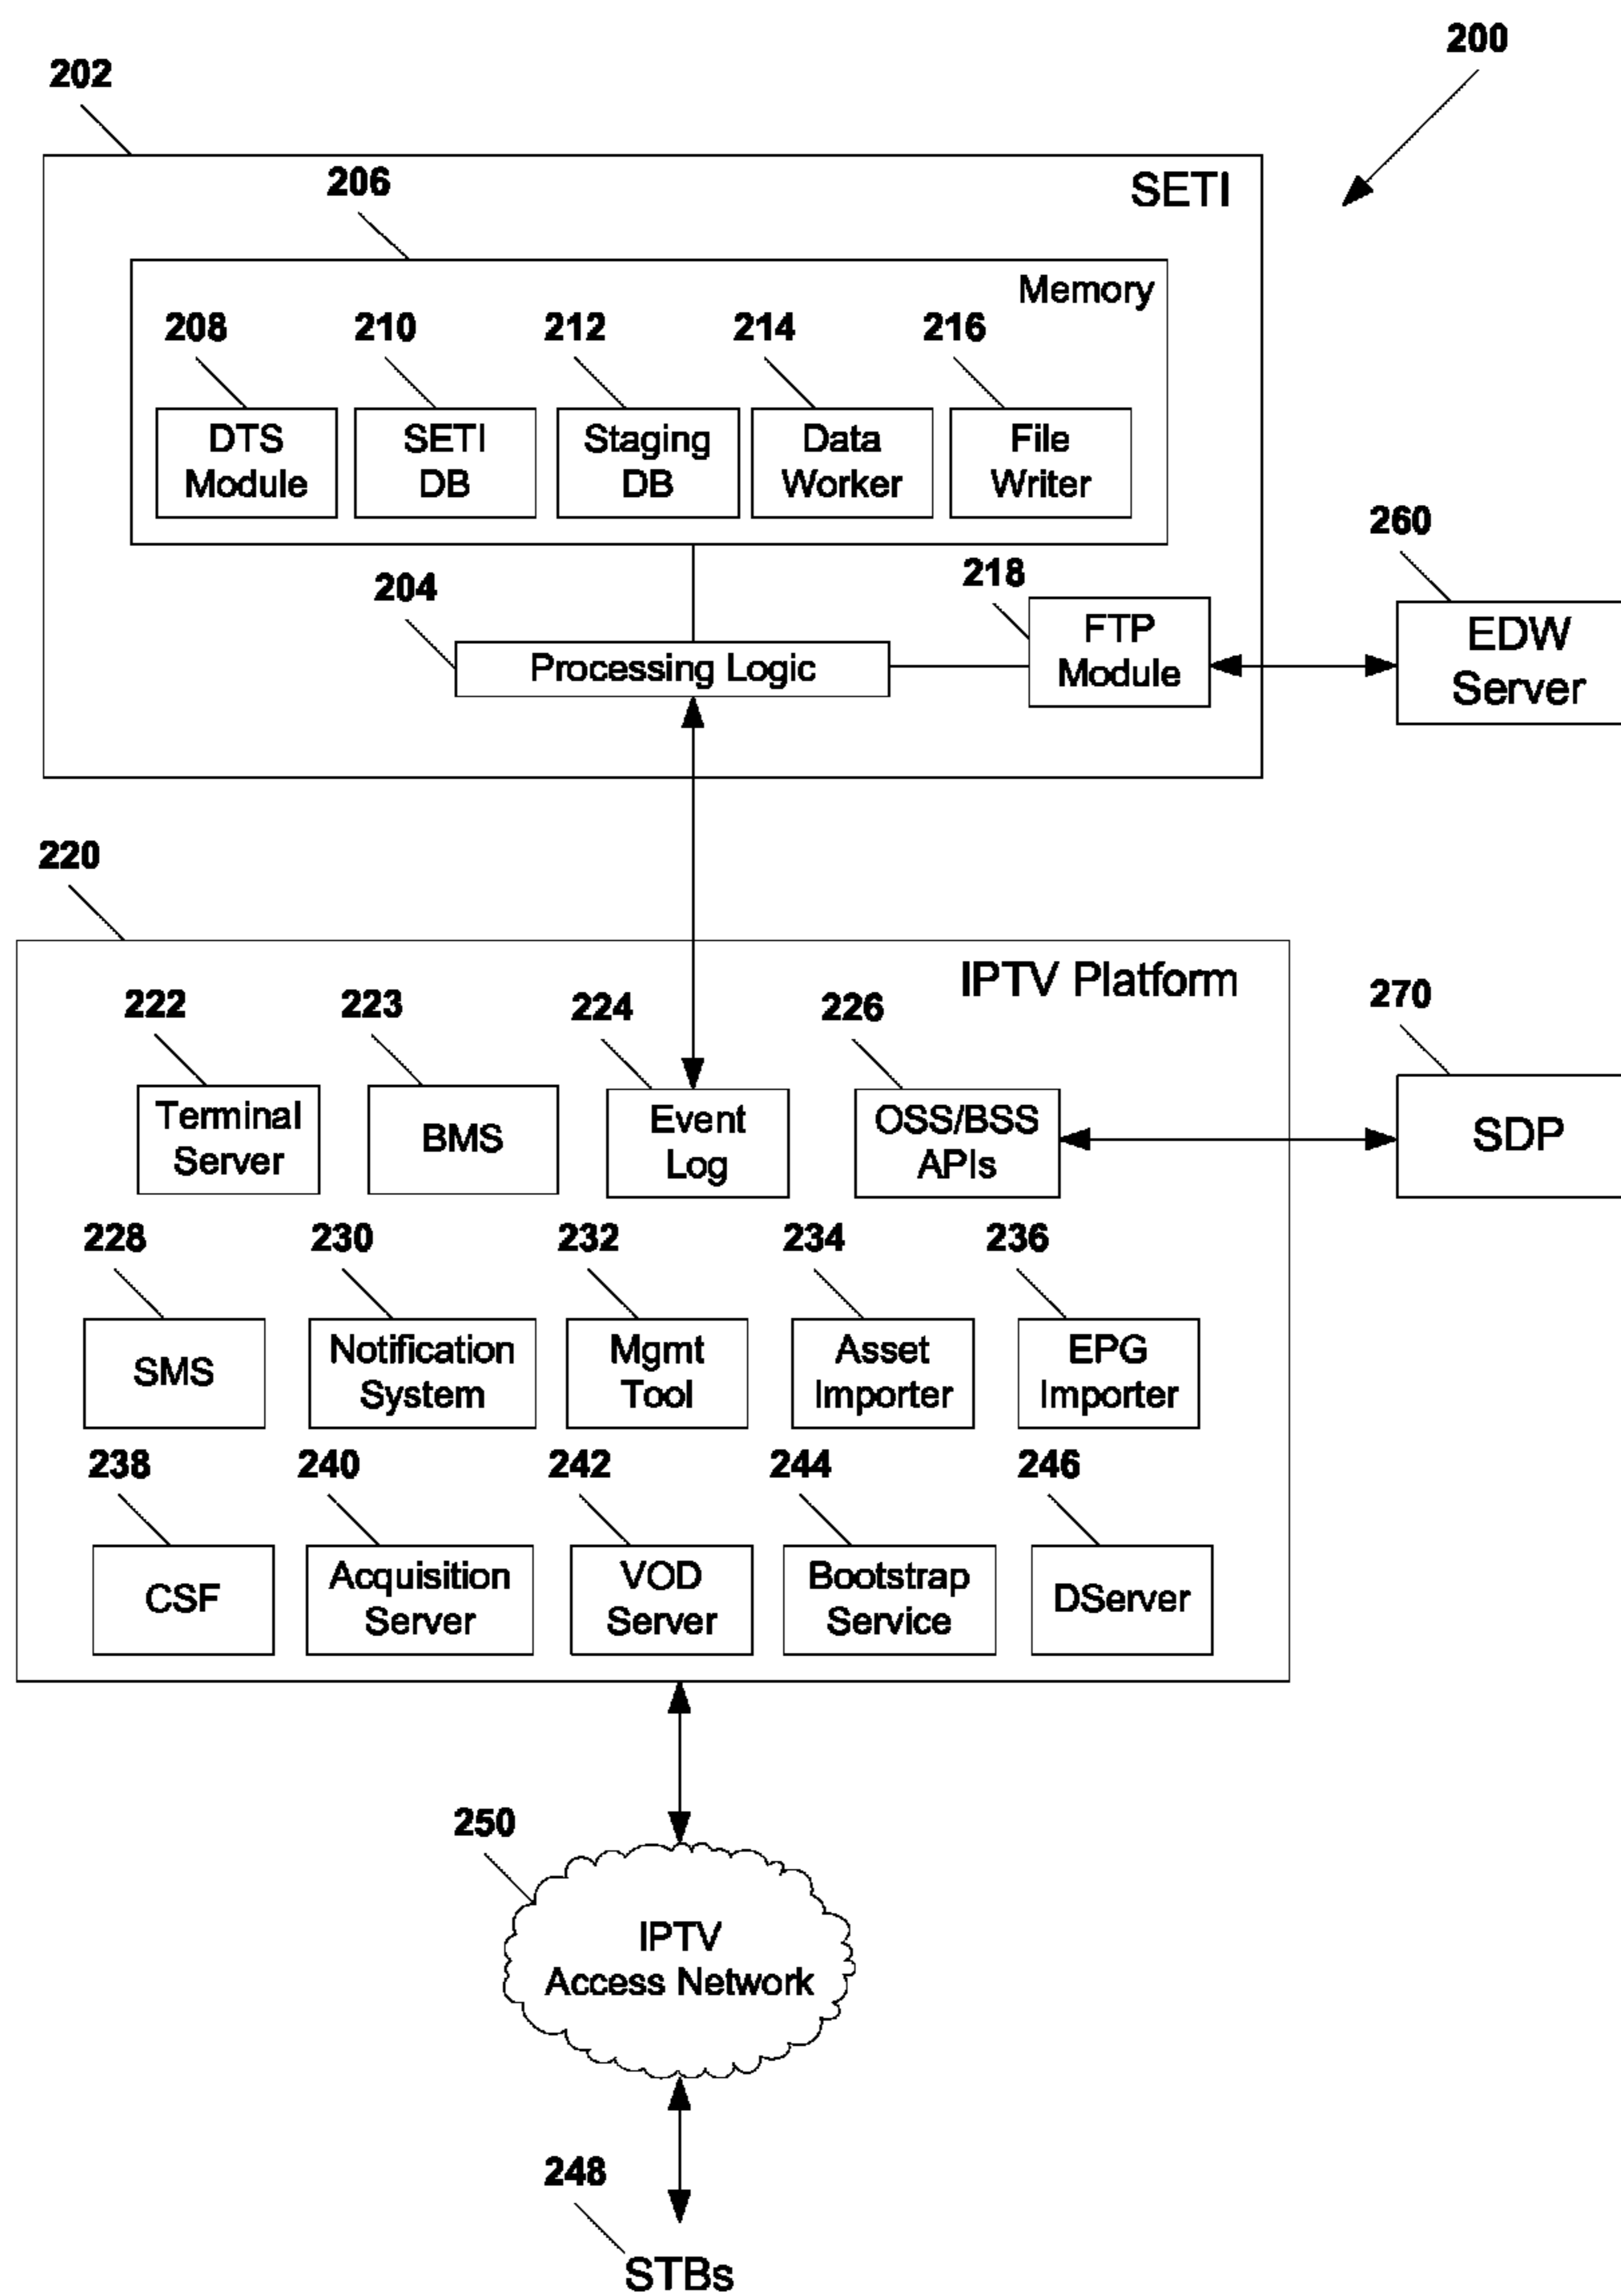 200
202
206
SETI
Memory
208
210
212
214
216
DTS
Module
SETI
DB
Staging
DB
Data
Worker
File
Writer
204
218
260
Processing Logic
FTP
Module
EDW
Server
220
IPTV Platform
222
223
224
226
270
Terminal
Server
BMS
Event
Log
OSS/BSS
APIs
SDP
228
230
232
234
236
SMS
Notification
System
Mgmt
Tool
Asset
Importer
EPG
Importer
238
240
242
244
246
CSF
Acquisition
Server
VOD
Server
Bootstrap
Service
DServer
250
IPTV
Access Network
248
STBs